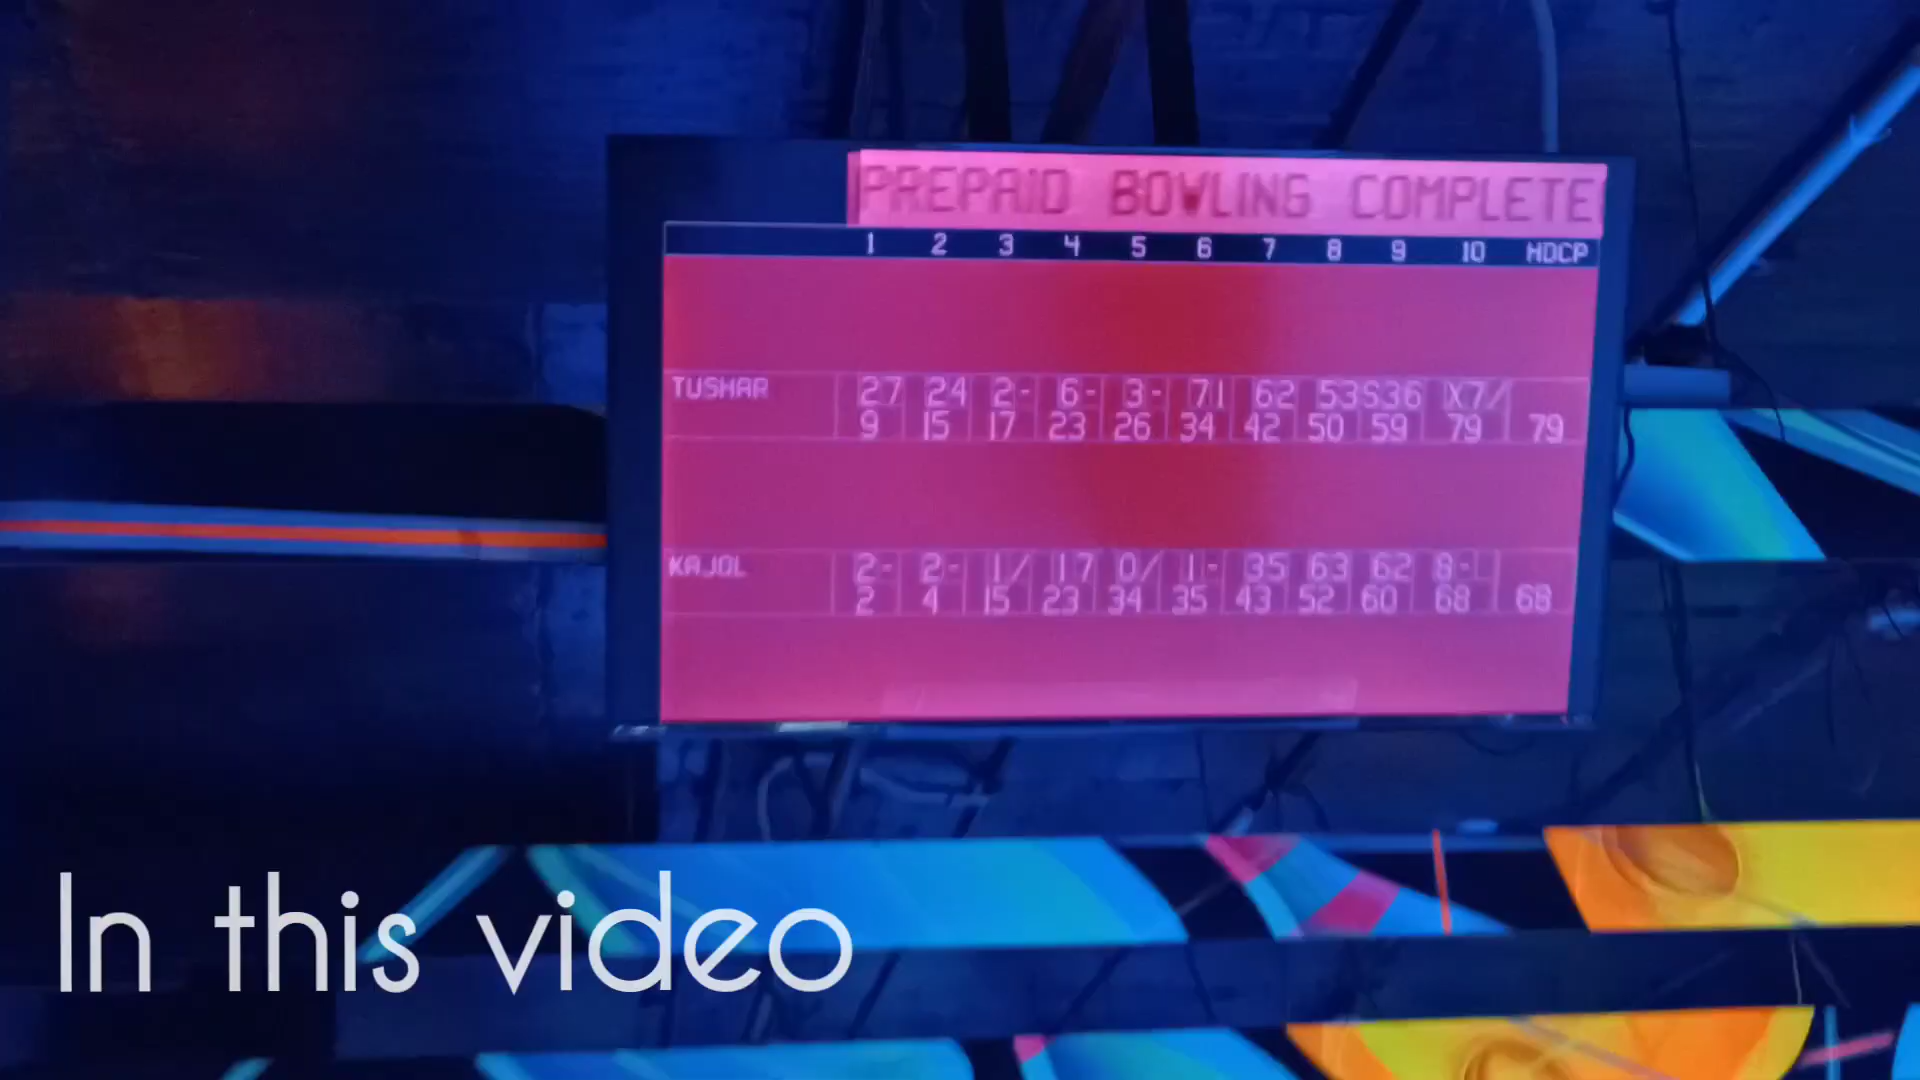 PREPAID BOWLING COMPLETE
1 2 3 4 5 6 7 8 9 10 HDCP
TUSHAR 27 24 2- 6- 3- 71 62 53 S36 X7/
9 15 17 23 26 34 42 50 59 79 79
KAJOL 2- 2- 1/ 17 0/ 1- 35 63 62 8-
2 4 15 23 34 35 43 52 60 68 68
In this video